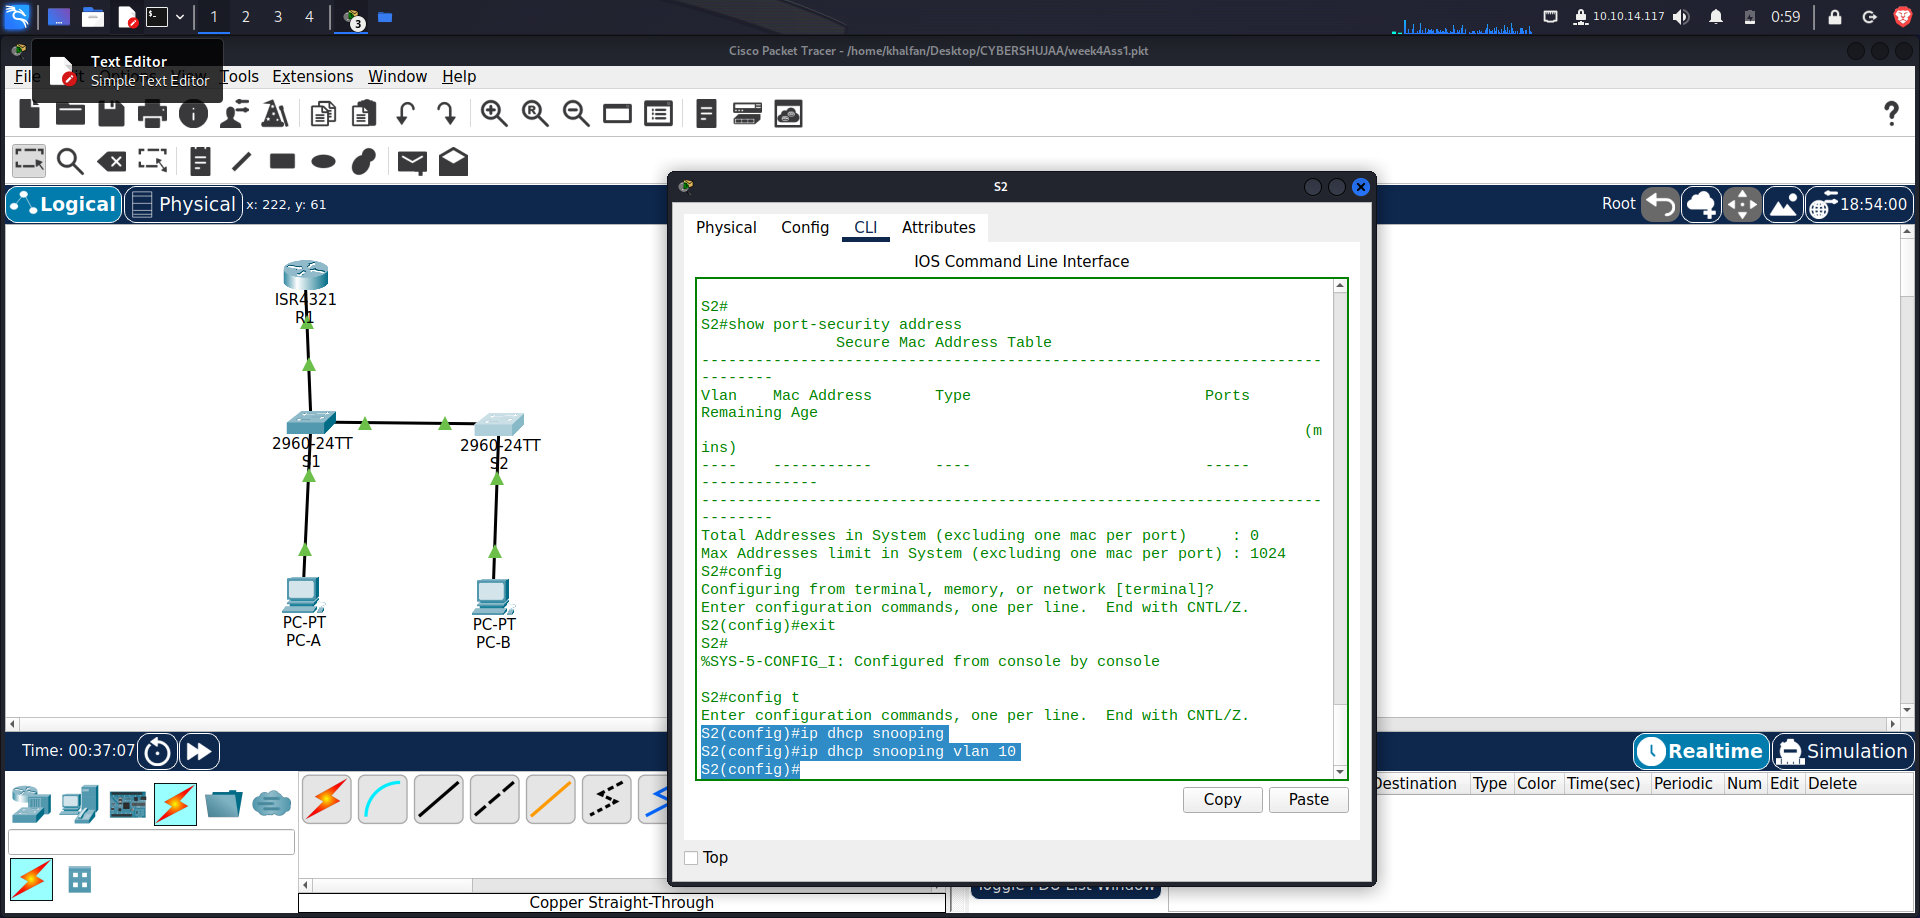 1 2 3 4 3 10.10.14.117 0:59
Cisco Packet Tracer - /home/khalfan/Desktop/CYBERSHUJAA/week4Ass1.pkt
Text Editor
Simple Text Editor
File Tools Extensions Window Help
Logical Physical x: 222, y: 61 Root 18:54:00
ISR4321
R1
2960-24TT
S1
2960-24TT
S2
PC-PT
PC-A
PC-PT
PC-B
S2
Physical Config CLI Attributes
IOS Command Line Interface
S2#
S2#show port-security address
Secure Mac Address Table
---------------------------------------------------------------------
--------
Vlan Mac Address Type Ports
Remaining Age
(m
ins)
---- ----------- ---- -----
-------------
---------------------------------------------------------------------
--------
Total Addresses in System (excluding one mac per port) : 0
Max Addresses limit in System (excluding one mac per port) : 1024
S2#config
Configuring from terminal, memory, or network [terminal]?
Enter configuration commands, one per line. End with CNTL/Z.
S2(config)#exit
S2#
%SYS-5-CONFIG_I: Configured from console by console
S2#config t
Enter configuration commands, one per line. End with CNTL/Z.
S2(config)#ip dhcp snooping
S2(config)#ip dhcp snooping vlan 10
S2(config)#
Copy Paste
Top
Time: 00:37:07 Realtime Simulation
Destination Type Color Time(sec) Periodic Num Edit Delete
Toggle PDU List Window
Copper Straight-Through